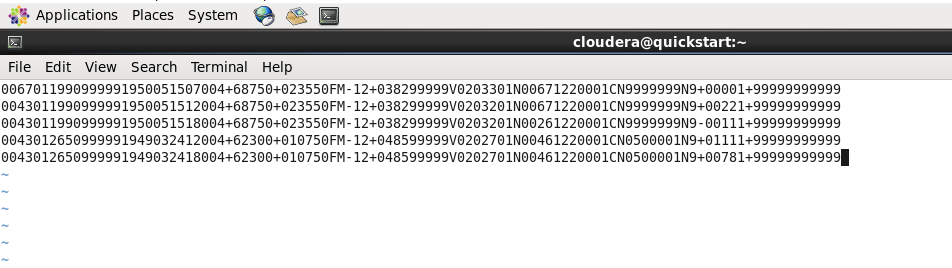 Applications Places System
cloudera@quickstart:~
File Edit View Search Terminal Help
0067011990999991950051507004+68750+023550FM-12+038299999V0203301N00671220001CN9999999N9+00001+99999999999
0043011990999991950051512004+68750+023550FM-12+038299999V0203201N00671220001CN9999999N9+00221+99999999999
0043011990999991950051518004+68750+023550FM-12+038299999V0203201N00261220001CN9999999N9-00111+99999999999
0043012650999991949032412004+62300+010750FM-12+048599999V0202701N00461220001CN0500001N9+01111+99999999999
0043012650999991949032418004+62300+010750FM-12+048599999V0202701N00461220001CN0500001N9+00781+99999999999
~
~
~
~
~
~